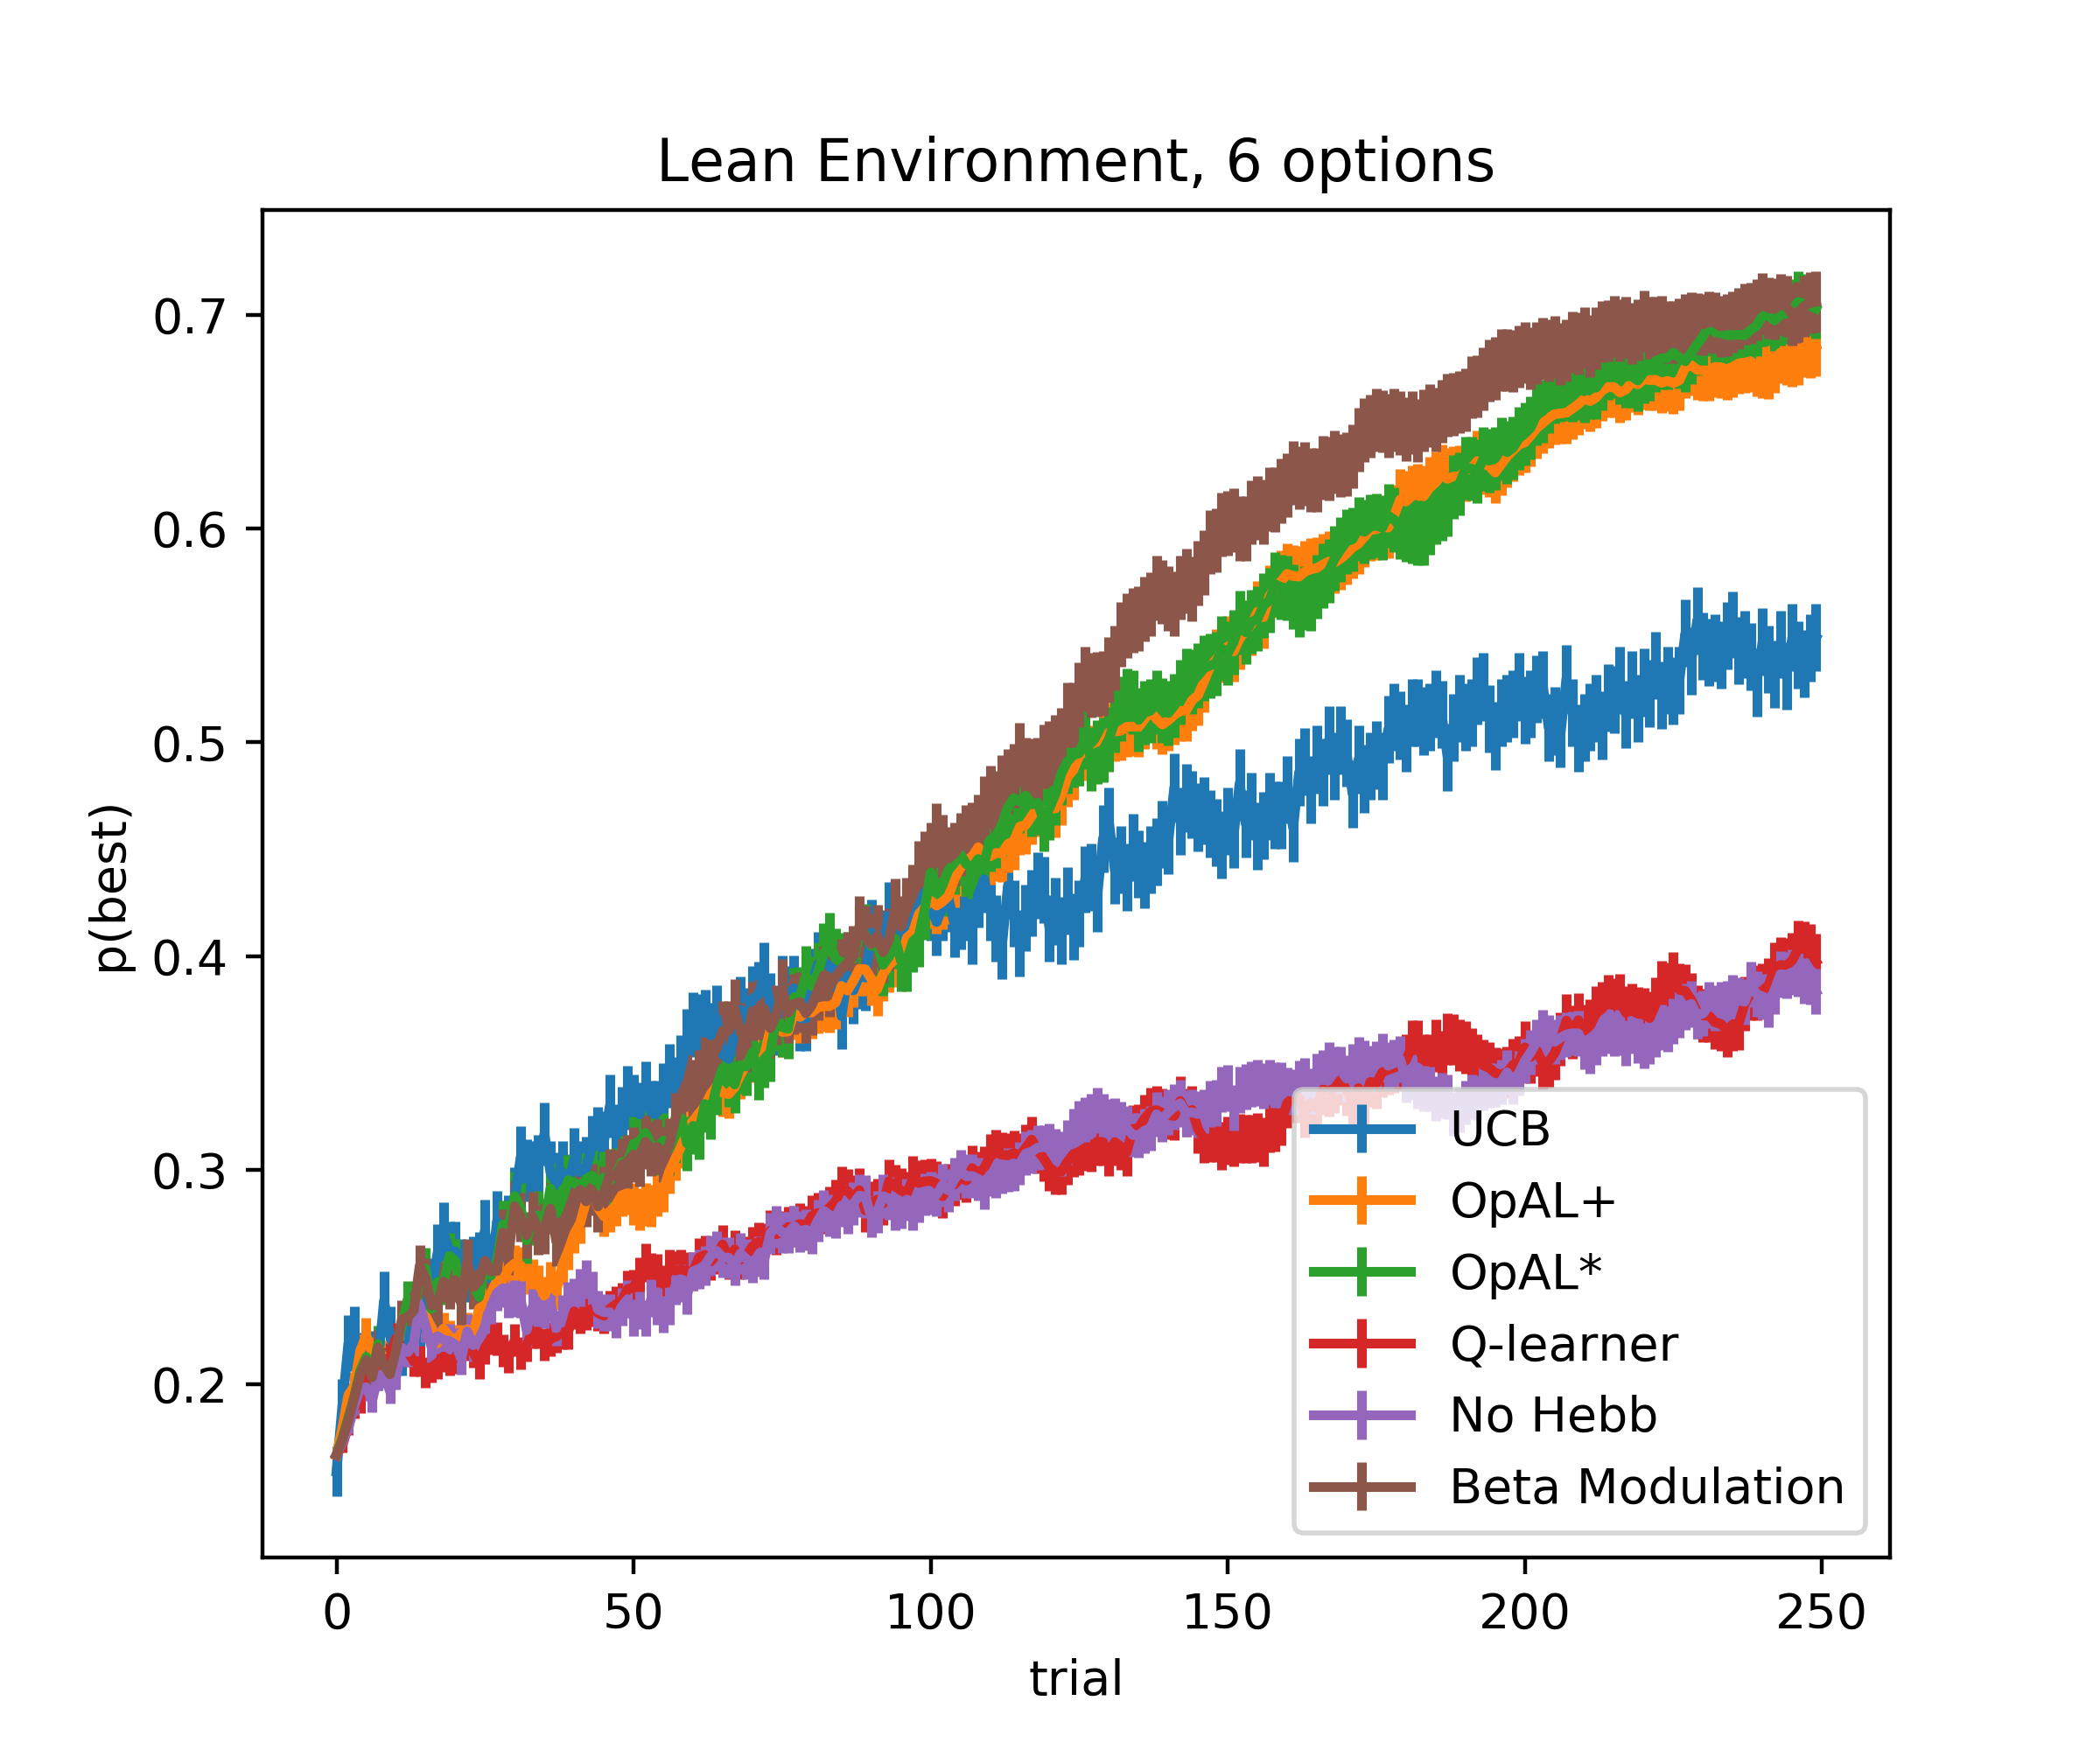 Lean Environment, 6 options
0.7
0.6
0.5
0.4
0.3
0.2
p(best)
0 50 100 150 200 250
trial
UCB
OpAL+
OpAL*
Q-learner
No Hebb
Beta Modulation